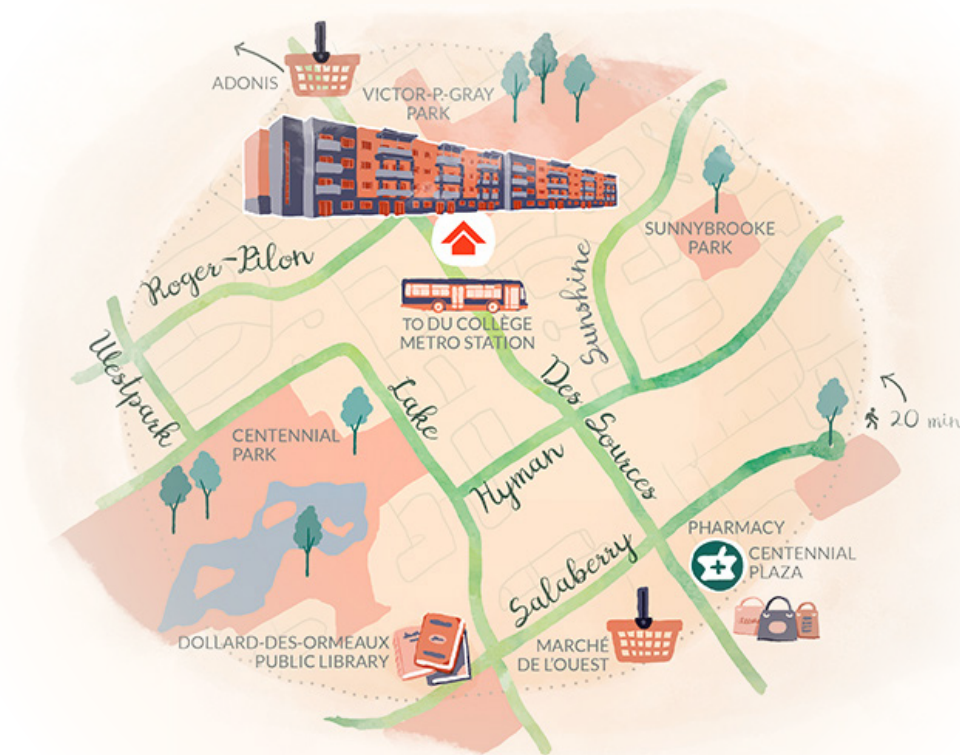 ADONIS
VICTOR-P.-GRAY
PARK
SUNNYBROOKE
PARK
Roger-Pilon
Sunshine
TO DU COLLÈGE
METRO STATION
Westpark
Lake
Des Sources
20 min
CENTENNIAL
PARK
Hyman
PHARMACY
CENTENNIAL
PLAZA
Salaberry
DOLLARD-DES-ORMEAUX
PUBLIC LIBRARY
MARCHÉ
DE L'OUEST